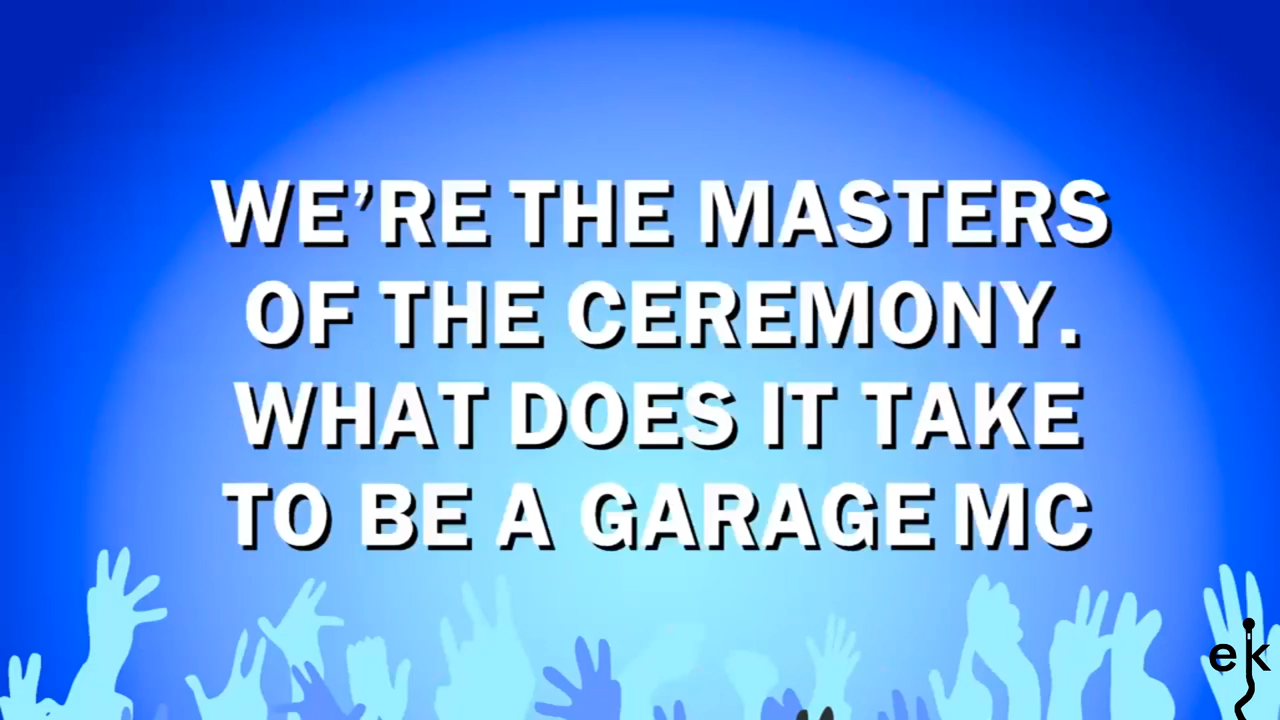 WE’RE THE MASTERS
OF THE CEREMONY.
WHAT DOES IT TAKE
TO BE A GARAGE MC
ek